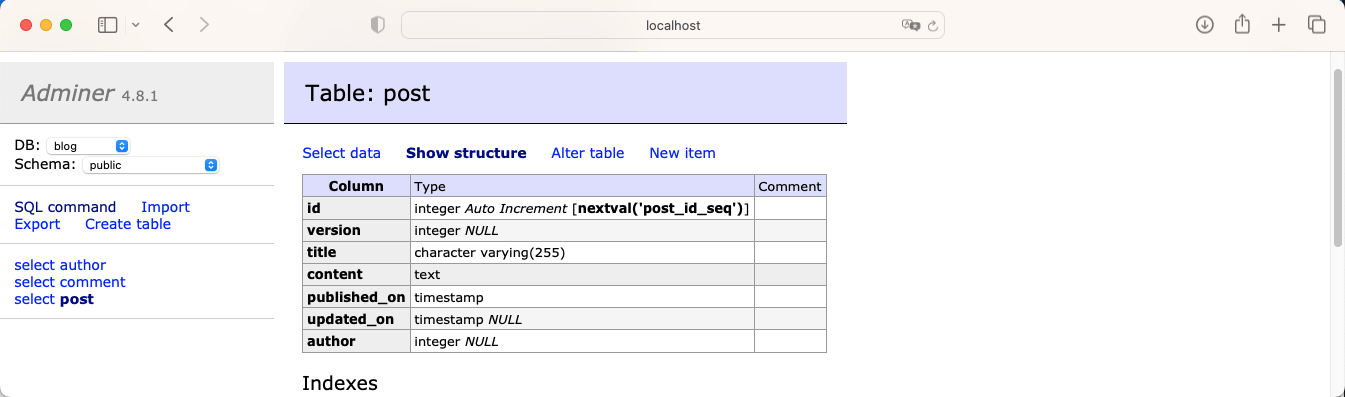 localhost
Adminer 4.8.1
DB: blog
Schema: public
SQL command Import
Export Create table
select author
select comment
select post
Table: post
Select data Show structure Alter table New item
Column Type Comment
id integer Auto Increment [nextval('post_id_seq')]
version integer NULL
title character varying(255)
content text
published_on timestamp
updated_on timestamp NULL
author integer NULL
Indexes